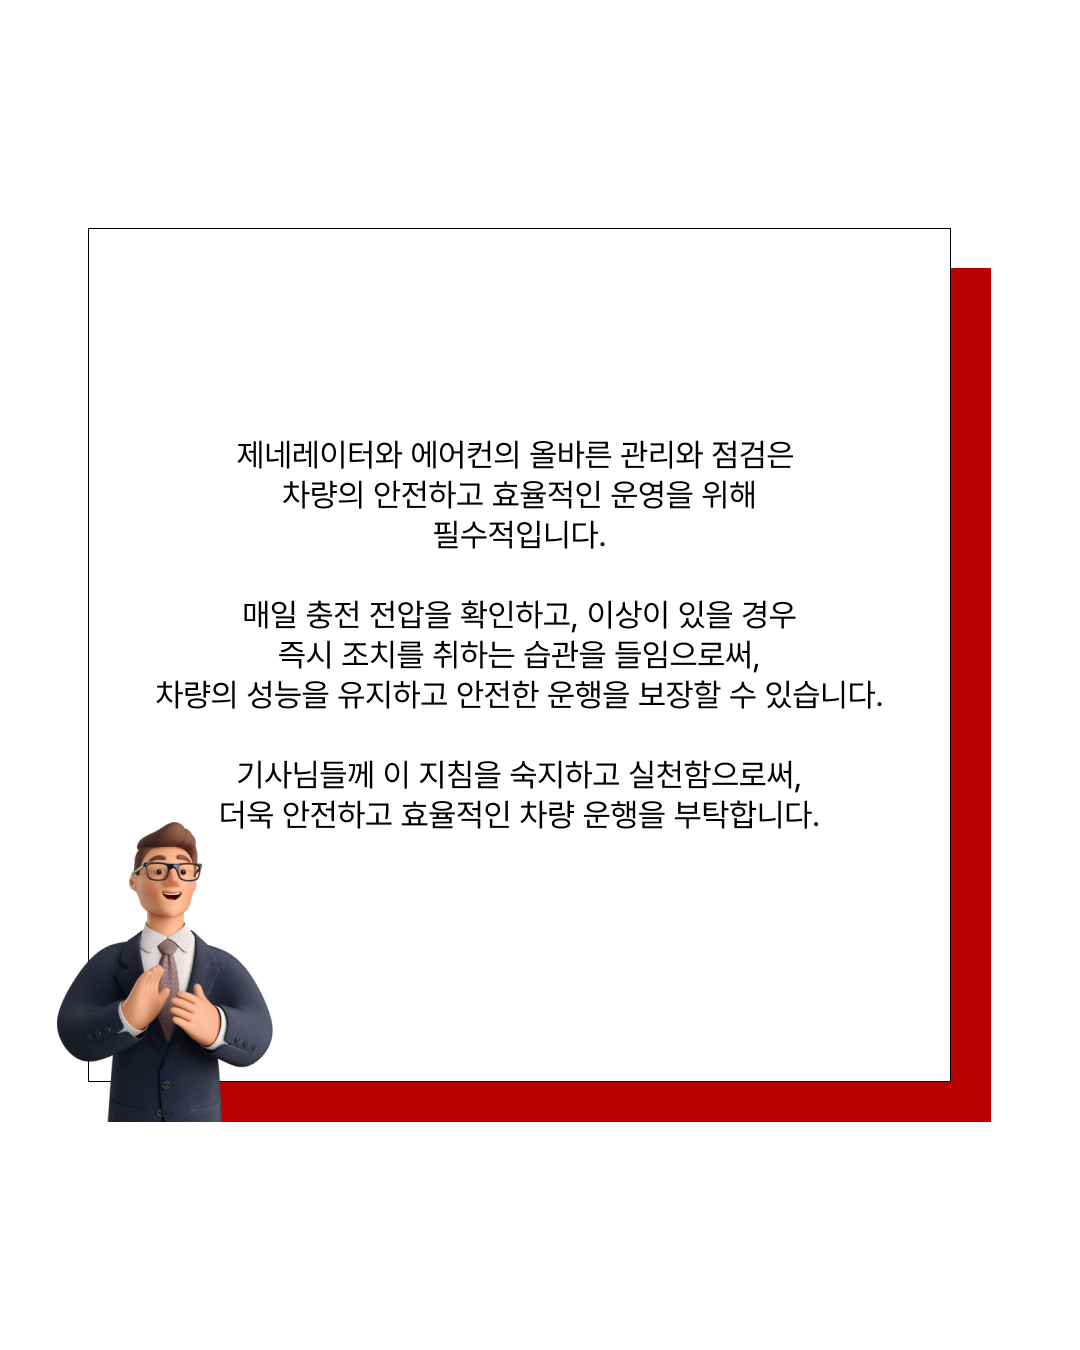 제네레이터와 에어컨의 올바른 관리와 점검은
차량의 안전하고 효율적인 운영을 위해
필수적입니다.
매일 충전 전압을 확인하고, 이상이 있을 경우
즉시 조치를 취하는 습관을 들임으로써,
차량의 성능을 유지하고 안전한 운행을 보장할 수 있습니다.
기사님들께 이 지침을 숙지하고 실천함으로써,
더욱 안전하고 효율적인 차량 운행을 부탁합니다.